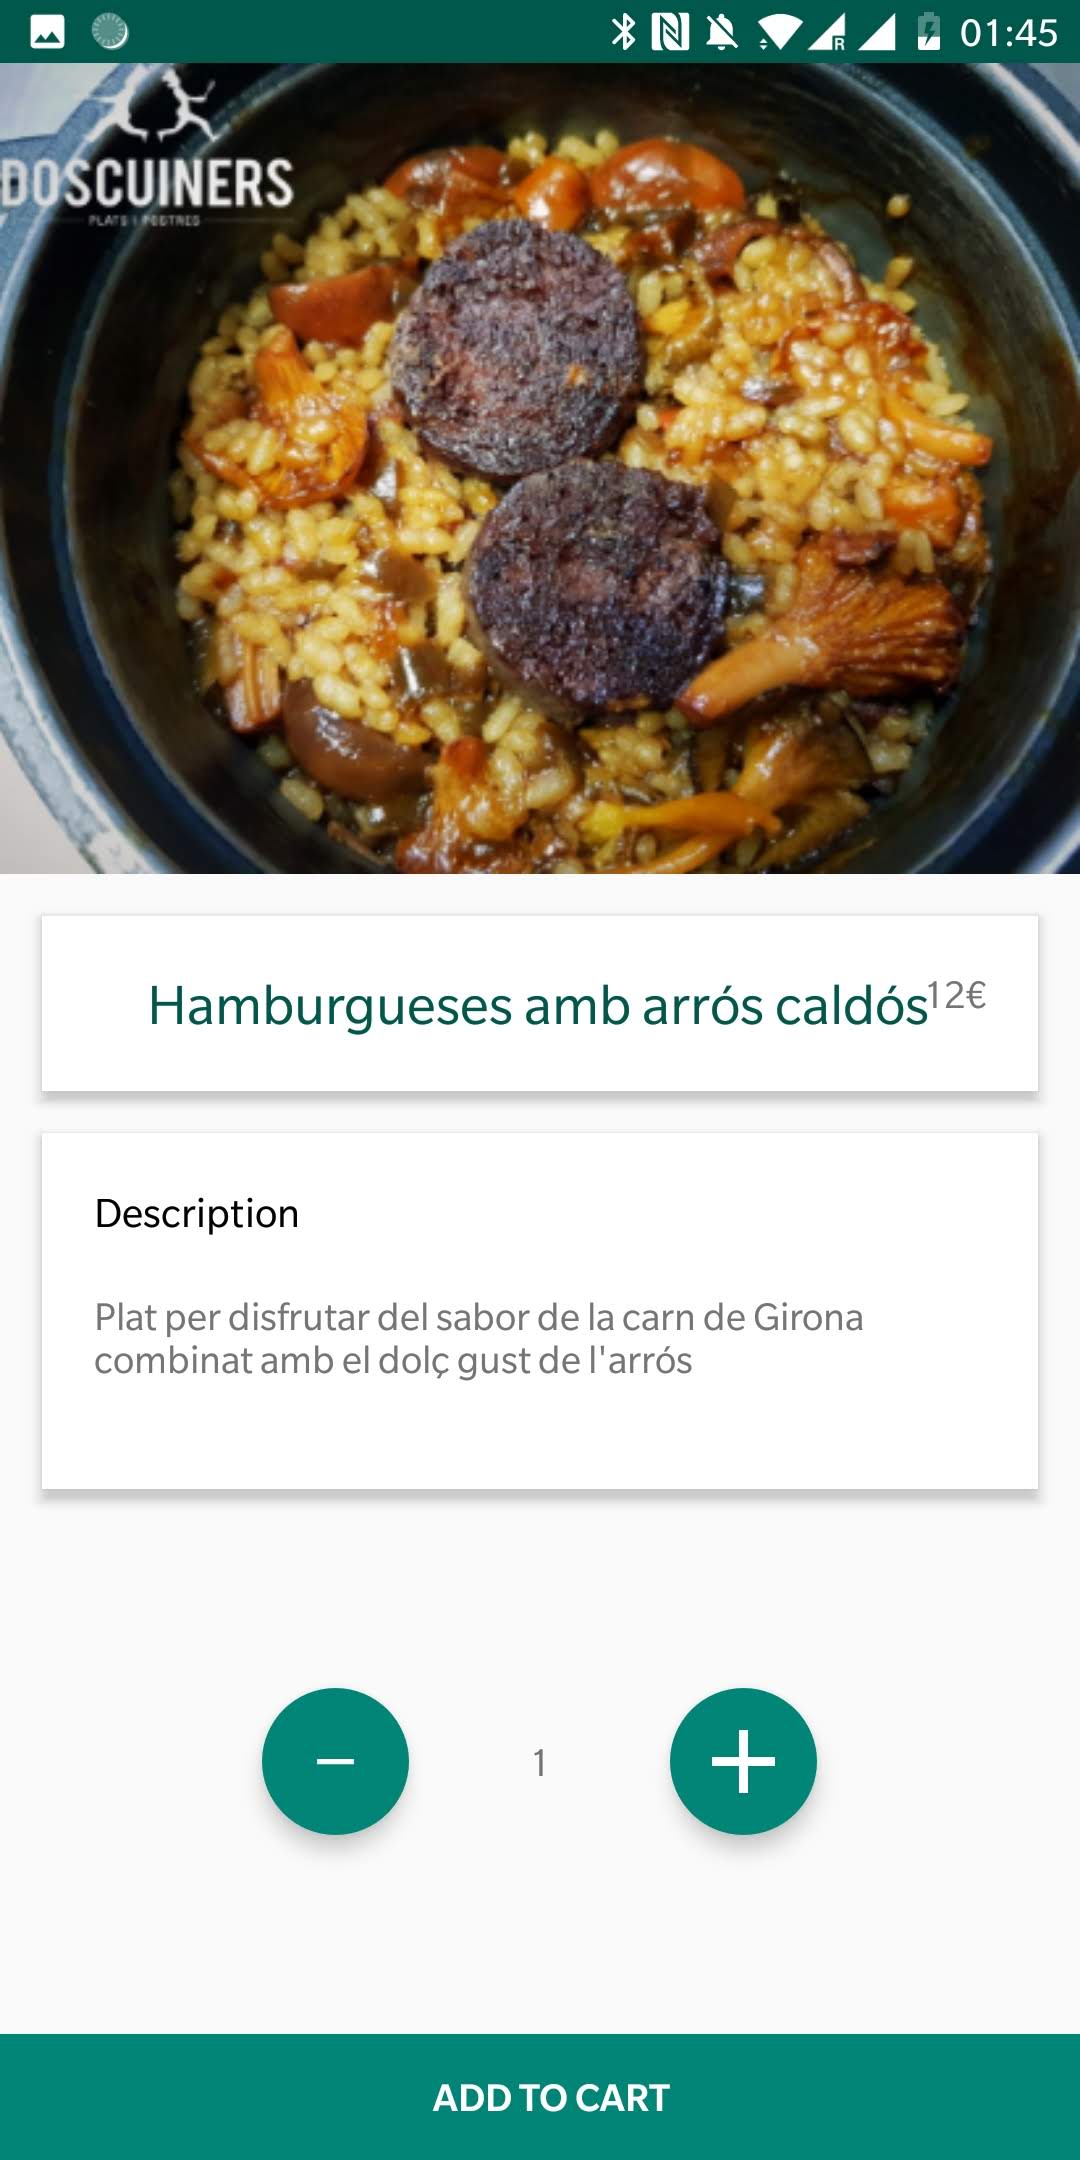 01:45
DOSCUINERS
PLATS I POSTRES
Hamburgueses amb arrós caldós 12€
Description
Plat per disfrutar del sabor de la carn de Girona
combinat amb el dolç gust de l'arrós
1
ADD TO CART